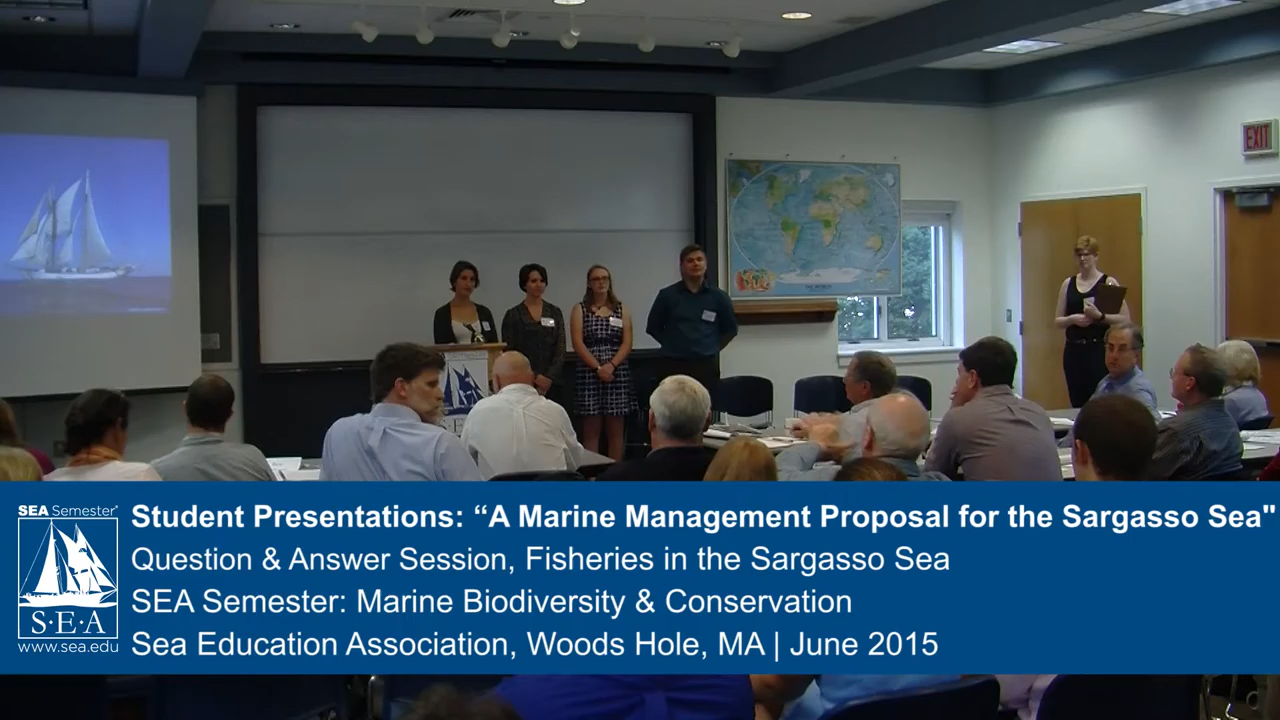 EXIT
SEA Semester®
S·E·A
www.sea.edu
Student Presentations: “A Marine Management Proposal for the Sargasso Sea"
Question & Answer Session, Fisheries in the Sargasso Sea
SEA Semester: Marine Biodiversity & Conservation
Sea Education Association, Woods Hole, MA | June 2015